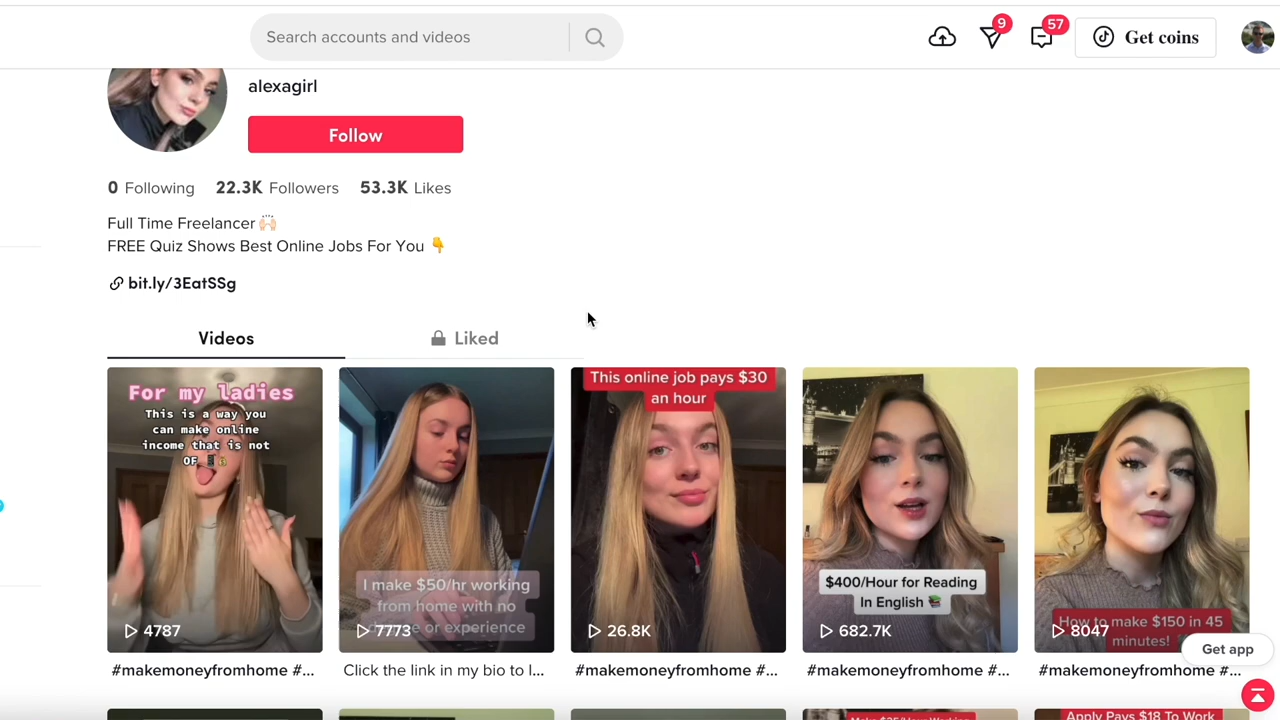 Search accounts and videos
9
57
Get coins
alexagirl
Follow
0 Following 22.3K Followers 53.3K Likes
Full Time Freelancer 🙌🏻
FREE Quiz Shows Best Online Jobs For You 👇
bit.ly/3EatSSg
Videos
Liked
For my ladies
This is a way you
can make online
income that is not
OF
4787
#makemoneyfromhome #...
I make $50/hr working
from home with no
or experience
7773
Click the link in my bio to l...
This online job pays $30
an hour
26.8K
#makemoneyfromhome #...
$400/Hour for Reading
In English 📚
682.7K
#makemoneyfromhome #...
How to make $150 in 45
minutes!
8047
#makemoneyfromhome #...
Get app
Apply Pays $18 To Work